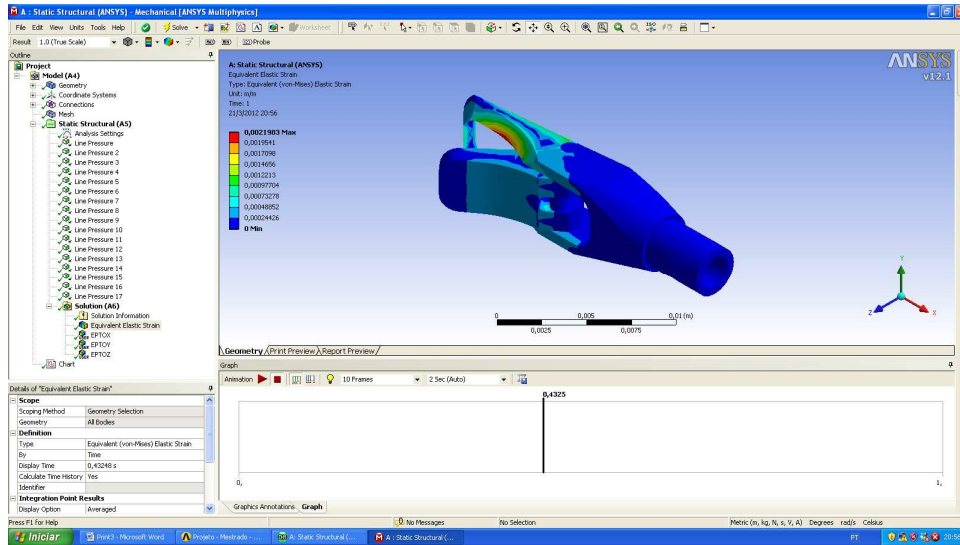 A : Static Structural (ANSYS) - Mechanical [ANSYS Multiphysics]
File Edit View Units Tools Help Solve Worksheet
Result 1.0 (True Scale) Probe
Outline
Project
Model (A4)
Geometry
Coordinate Systems
Connections
Mesh
Static Structural (A5)
Analysis Settings
Line Pressure
Line Pressure 2
Line Pressure 3
Line Pressure 4
Line Pressure 5
Line Pressure 6
Line Pressure 7
Line Pressure 8
Line Pressure 9
Line Pressure 10
Line Pressure 11
Line Pressure 12
Line Pressure 13
Line Pressure 14
Line Pressure 15
Line Pressure 16
Line Pressure 17
Solution (A6)
Solution Information
Equivalent Elastic Strain
EPTOX
EPTOY
EPTOZ
Chart
A: Static Structural (ANSYS)
Equivalent Elastic Strain
Type: Equivalent (von-Mises) Elastic Strain
Unit: m/m
Time: 1
21/3/2012 20:56
0,0021983 Max
0,0019541
0,0017098
0,0014656
0,0012213
0,00097704
0,00073278
0,00048852
0,00024426
0 Min
ANSYS
v12.1
Y
Z X
0 0,005 0,01 (m)
0,0025 0,0075
Geometry Print Preview Report Preview
Details of "Equivalent Elastic Strain"
Scope
Scoping Method Geometry Selection
Geometry All Bodies
Definition
Type Equivalent (von-Mises) Elastic Strain
By Time
Display Time 0,43248 s
Calculate Time History Yes
Identifier
Integration Point Results
Display Option Averaged
Graph
Animation 10 Frames 2 Sec (Auto)
0,4325
0, 1,
Graphics Annotations Graph
Press F1 for Help No Messages No Selection Metric (m, kg, N, s, V, A) Degrees rad/s Celsius
Iniciar Print3 - Microsoft Word Projeto - Mestrado - ... A: Static Structural (... A : Static Structural (... PT 20:56